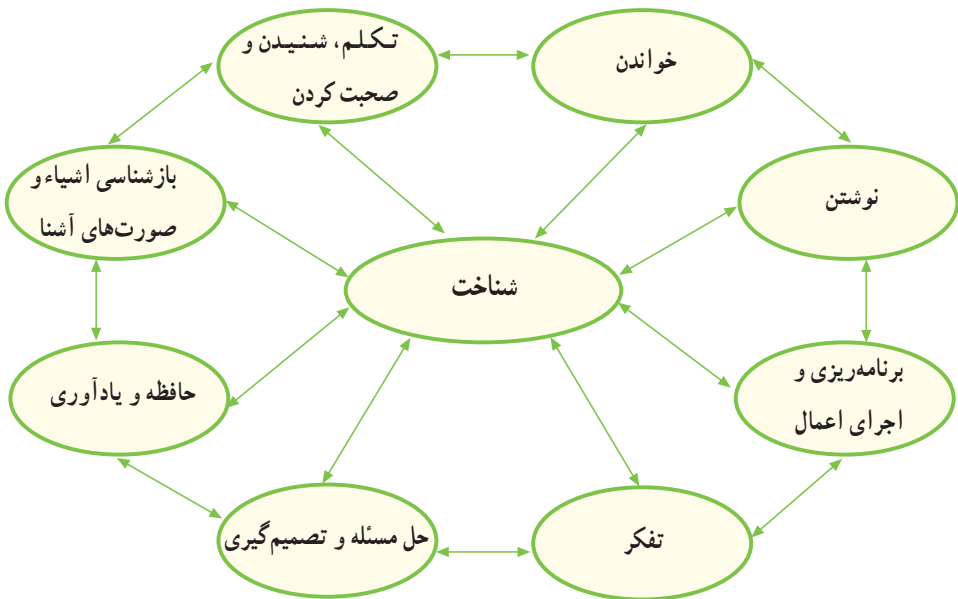 خواندن
تکلم، شنیدن و
صحبت کردن
نوشتن
بازشناسی اشیاء و
صورت‌های آشنا
شناخت
برنامه‌ریزی و
اجرای اعمال
حافظه و یادآوری
تفکر
حل مسئله و تصمیم‌گیری